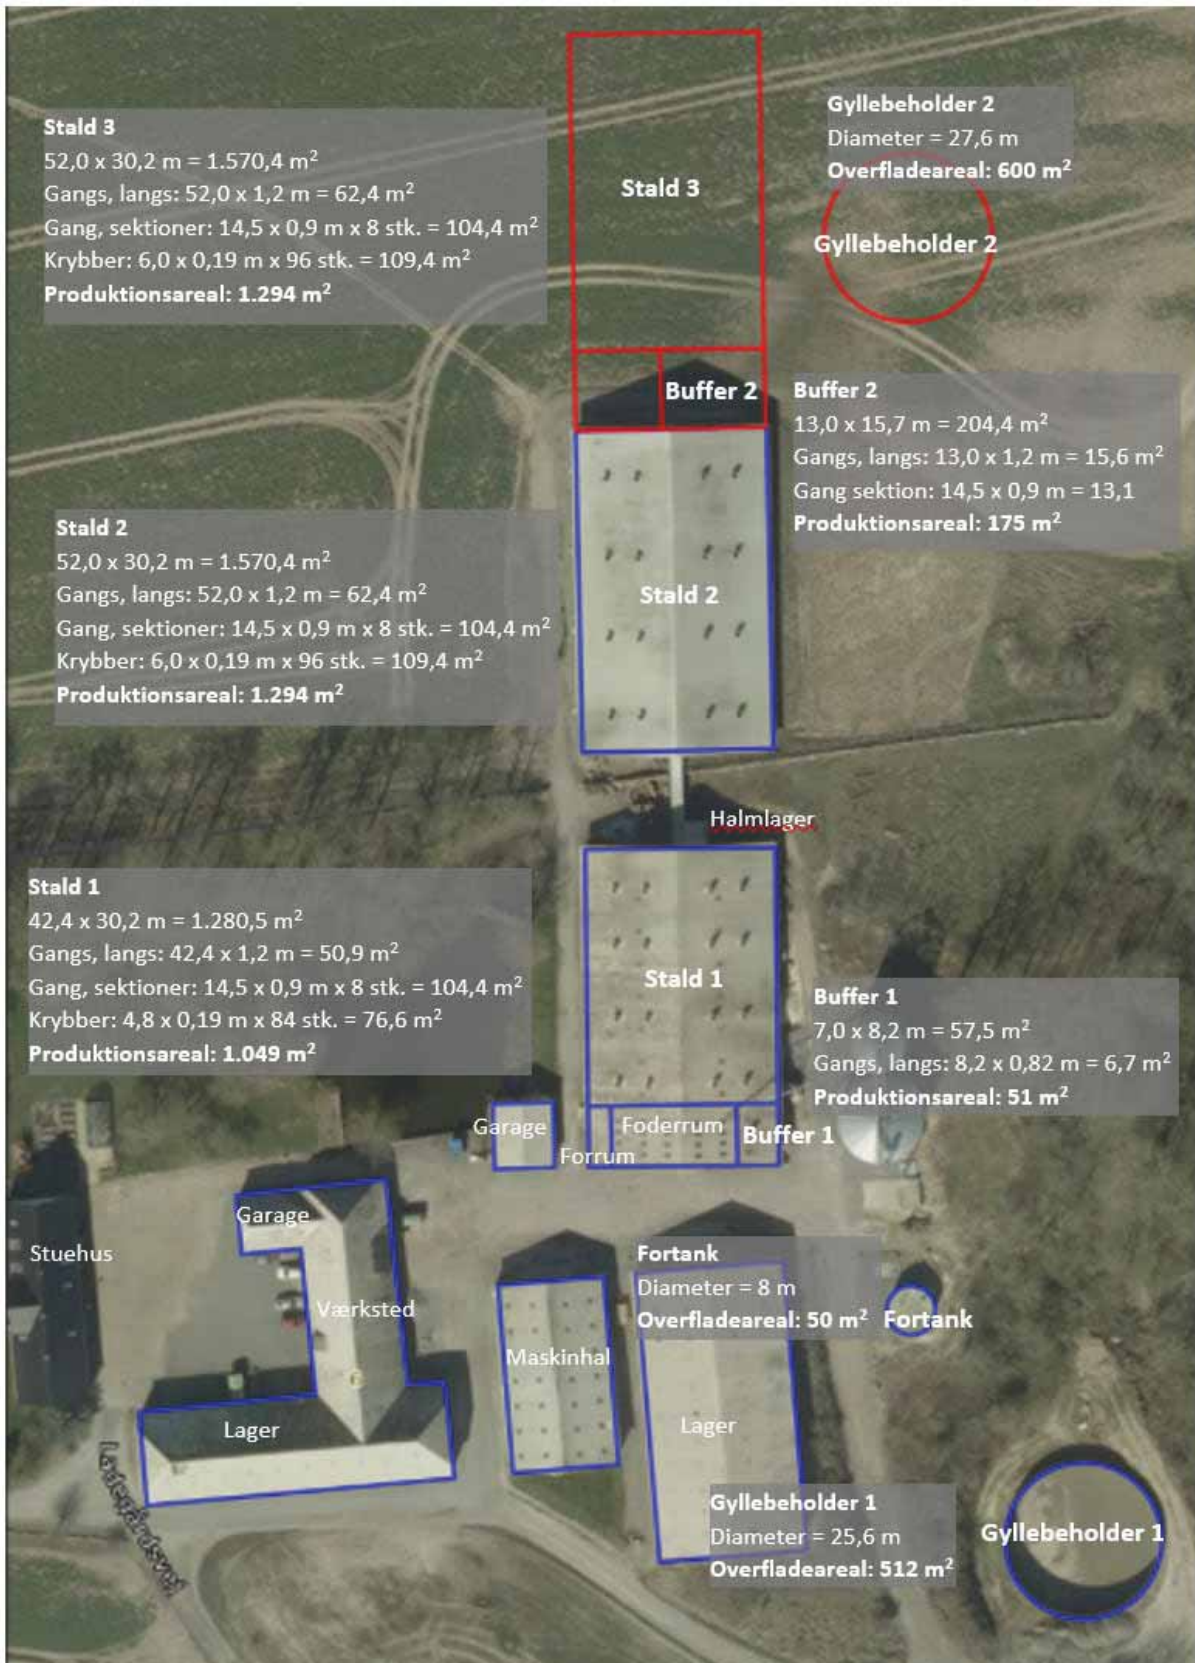 Stald 3
52,0 x 30,2 m = 1.570,4 m²
Gangs, langs: 52,0 x 1,2 m = 62,4 m²
Gang, sektioner: 14,5 x 0,9 m x 8 stk. = 104,4 m²
Krybber: 6,0 x 0,19 m x 96 stk. = 109,4 m²
Produktionsareal: 1.294 m²
Stald 3
Gyllebeholder 2
Diameter = 27,6 m
Overfladeareal: 600 m²
Gyllebeholder 2
Buffer 2
Buffer 2
13,0 x 15,7 m = 204,4 m²
Gangs, langs: 13,0 x 1,2 m = 15,6 m²
Gang sektion: 14,5 x 0,9 m = 13,1
Produktionsareal: 175 m²
Stald 2
52,0 x 30,2 m = 1.570,4 m²
Gangs, langs: 52,0 x 1,2 m = 62,4 m²
Gang, sektioner: 14,5 x 0,9 m x 8 stk. = 104,4 m²
Krybber: 6,0 x 0,19 m x 96 stk. = 109,4 m²
Produktionsareal: 1.294 m²
Stald 2
Halmlager
Stald 1
42,4 x 30,2 m = 1.280,5 m²
Gangs, langs: 42,4 x 1,2 m = 50,9 m²
Gang, sektioner: 14,5 x 0,9 m x 8 stk. = 104,4 m²
Krybber: 4,8 x 0,19 m x 84 stk. = 76,6 m²
Produktionsareal: 1.049 m²
Stald 1
Buffer 1
7,0 x 8,2 m = 57,5 m²
Gangs, langs: 8,2 x 0,82 m = 6,7 m²
Produktionsareal: 51 m²
Garage
Foderrum
Buffer 1
Forrum
Garage
Stuehus
Værksted
Fortank
Diameter = 8 m
Overfladeareal: 50 m²
Fortank
Maskinhal
Lager
Lager
Ladegårdsvej
Gyllebeholder 1
Diameter = 25,6 m
Overfladeareal: 512 m²
Gyllebeholder 1